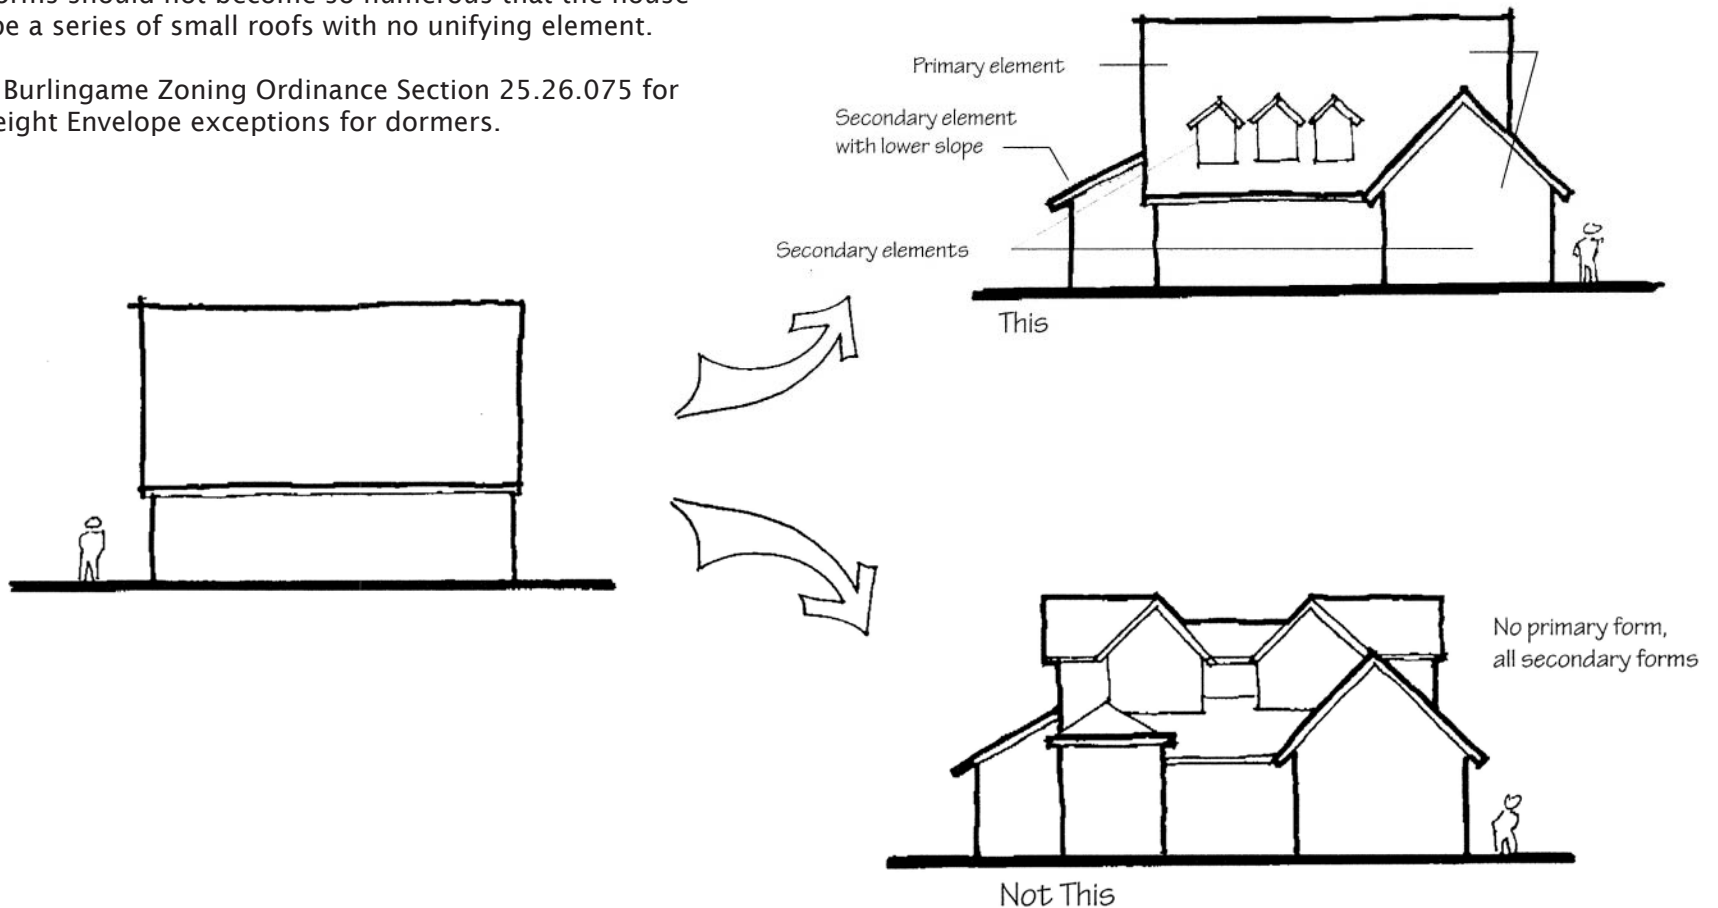 orms should not become so numerous that the house
be a series of small roofs with no unifying element.
Burlingame Zoning Ordinance Section 25.26.075 for
eight Envelope exceptions for dormers.
Primary element
Secondary element
with lower slope
Secondary elements
This
No primary form,
all secondary forms
Not This